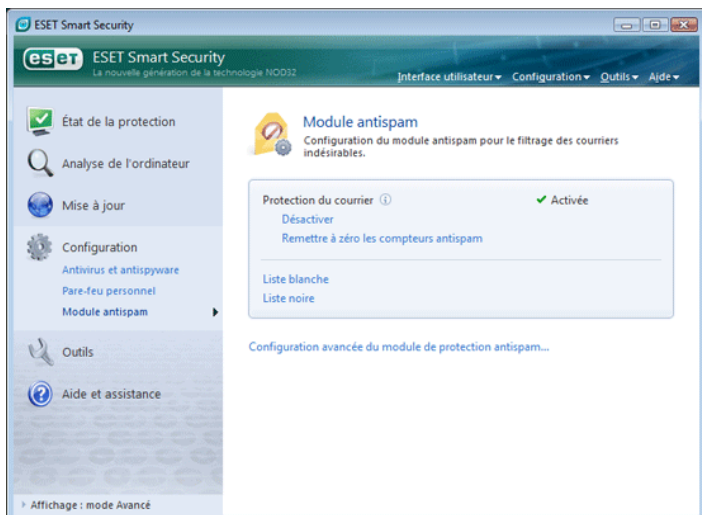 ESET Smart Security
eset ESET Smart Security
La nouvelle génération de la technologie NOD32
Interface utilisateur Configuration Outils Aide
État de la protection
Analyse de l'ordinateur
Mise à jour
Configuration
Antivirus et antispyware
Pare-feu personnel
Module antispam
Outils
Aide et assistance
Affichage : mode Avancé
Module antispam
Configuration du module antispam pour le filtrage des courriers
indésirables.
Protection du courrier Activée
Désactiver
Remettre à zéro les compteurs antispam
Liste blanche
Liste noire
Configuration avancée du module de protection antispam...